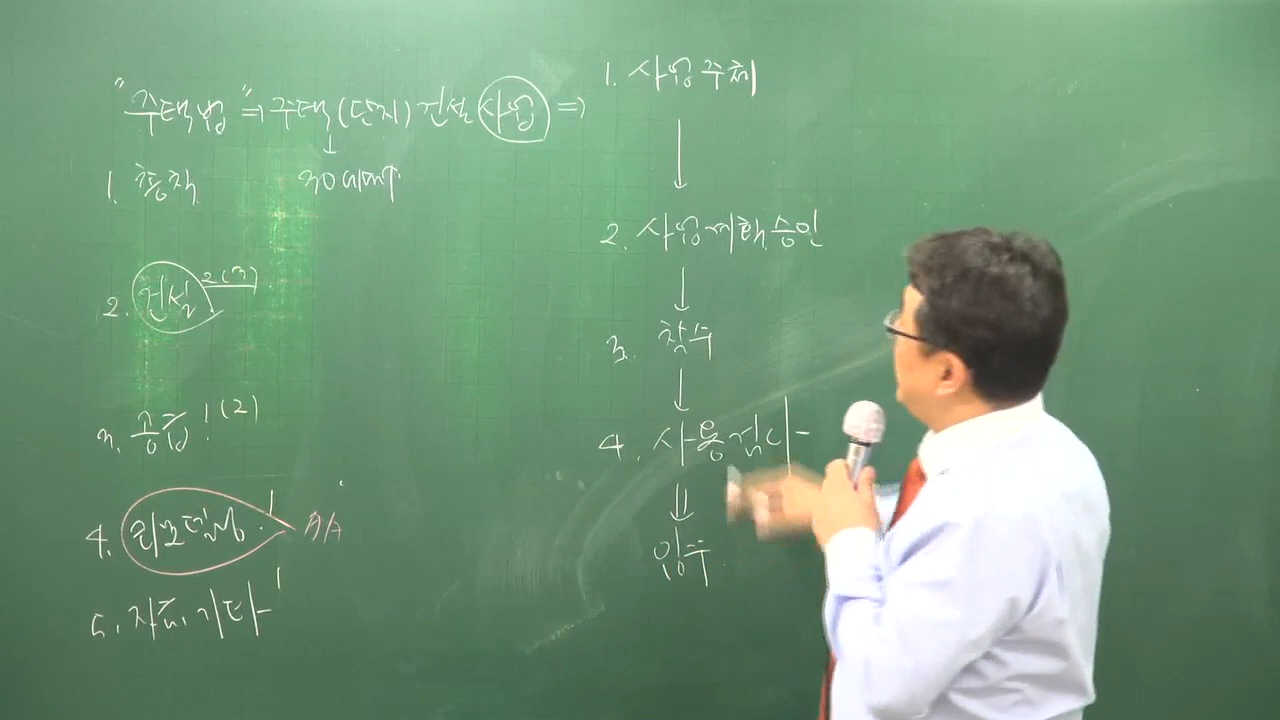 "주택법" ⇒ 주택(단지) 건설 사업 ⇒
↓
1. 총칙 30세대↑
2. 건설 2(3)
3. 공급! (2)
4. 리모델링. 1 A/A
5. 자금, 기타 1
1. 사업주체
↓
2. 사업계획승인
↓
3. 착수
↓
4. 사용검사
⇓
입주